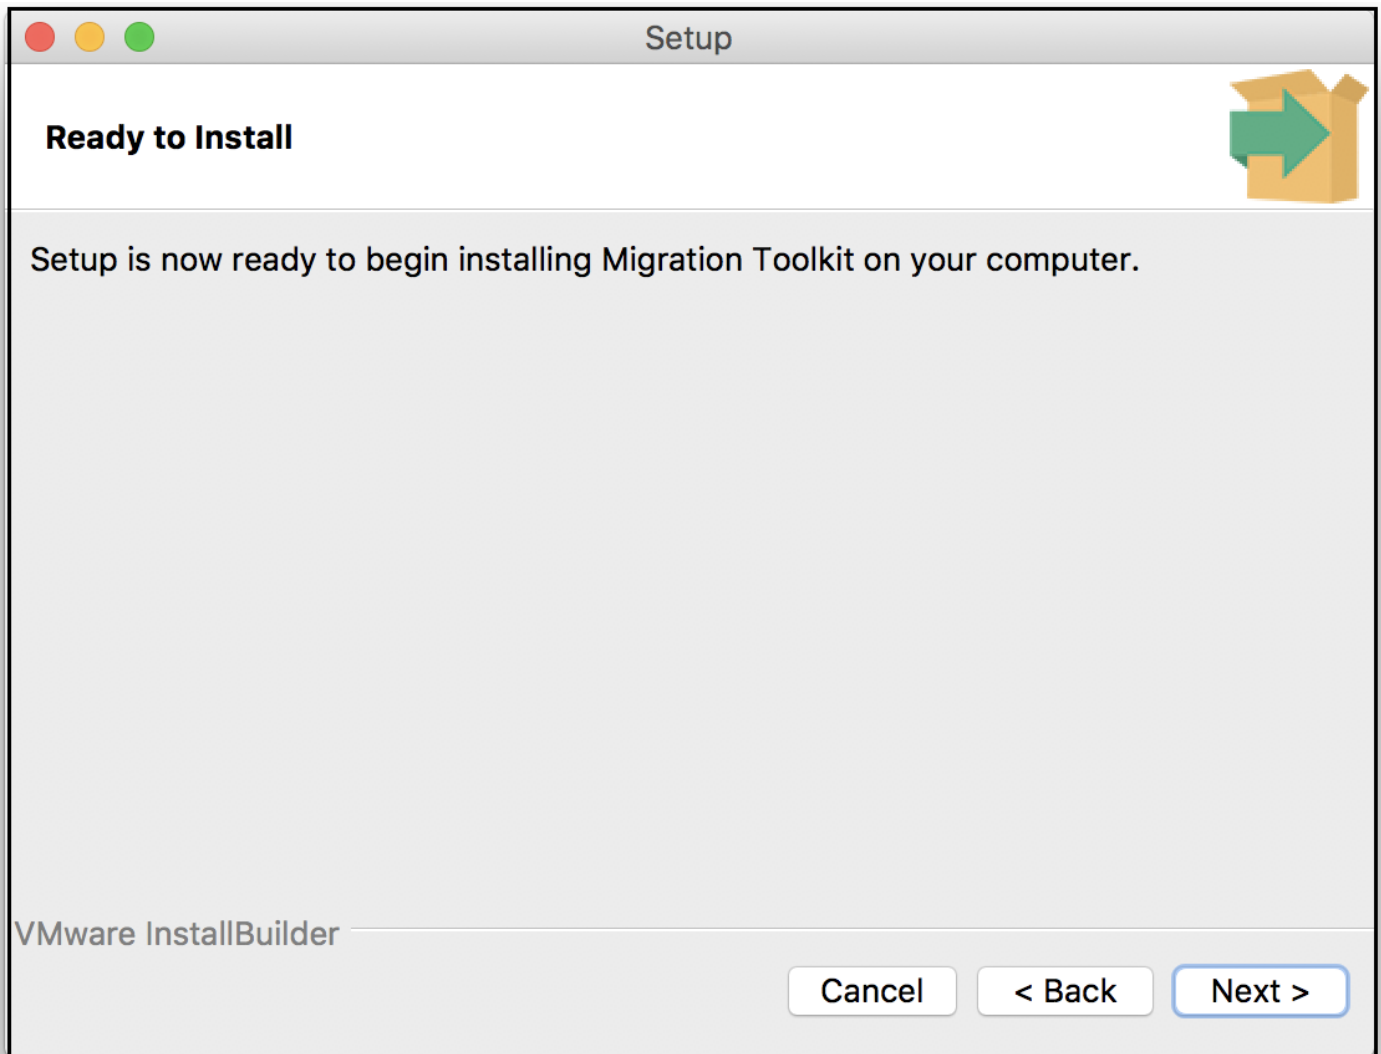 Setup
Ready to Install
Setup is now ready to begin installing Migration Toolkit on your computer.
VMware InstallBuilder
Cancel
< Back
Next >